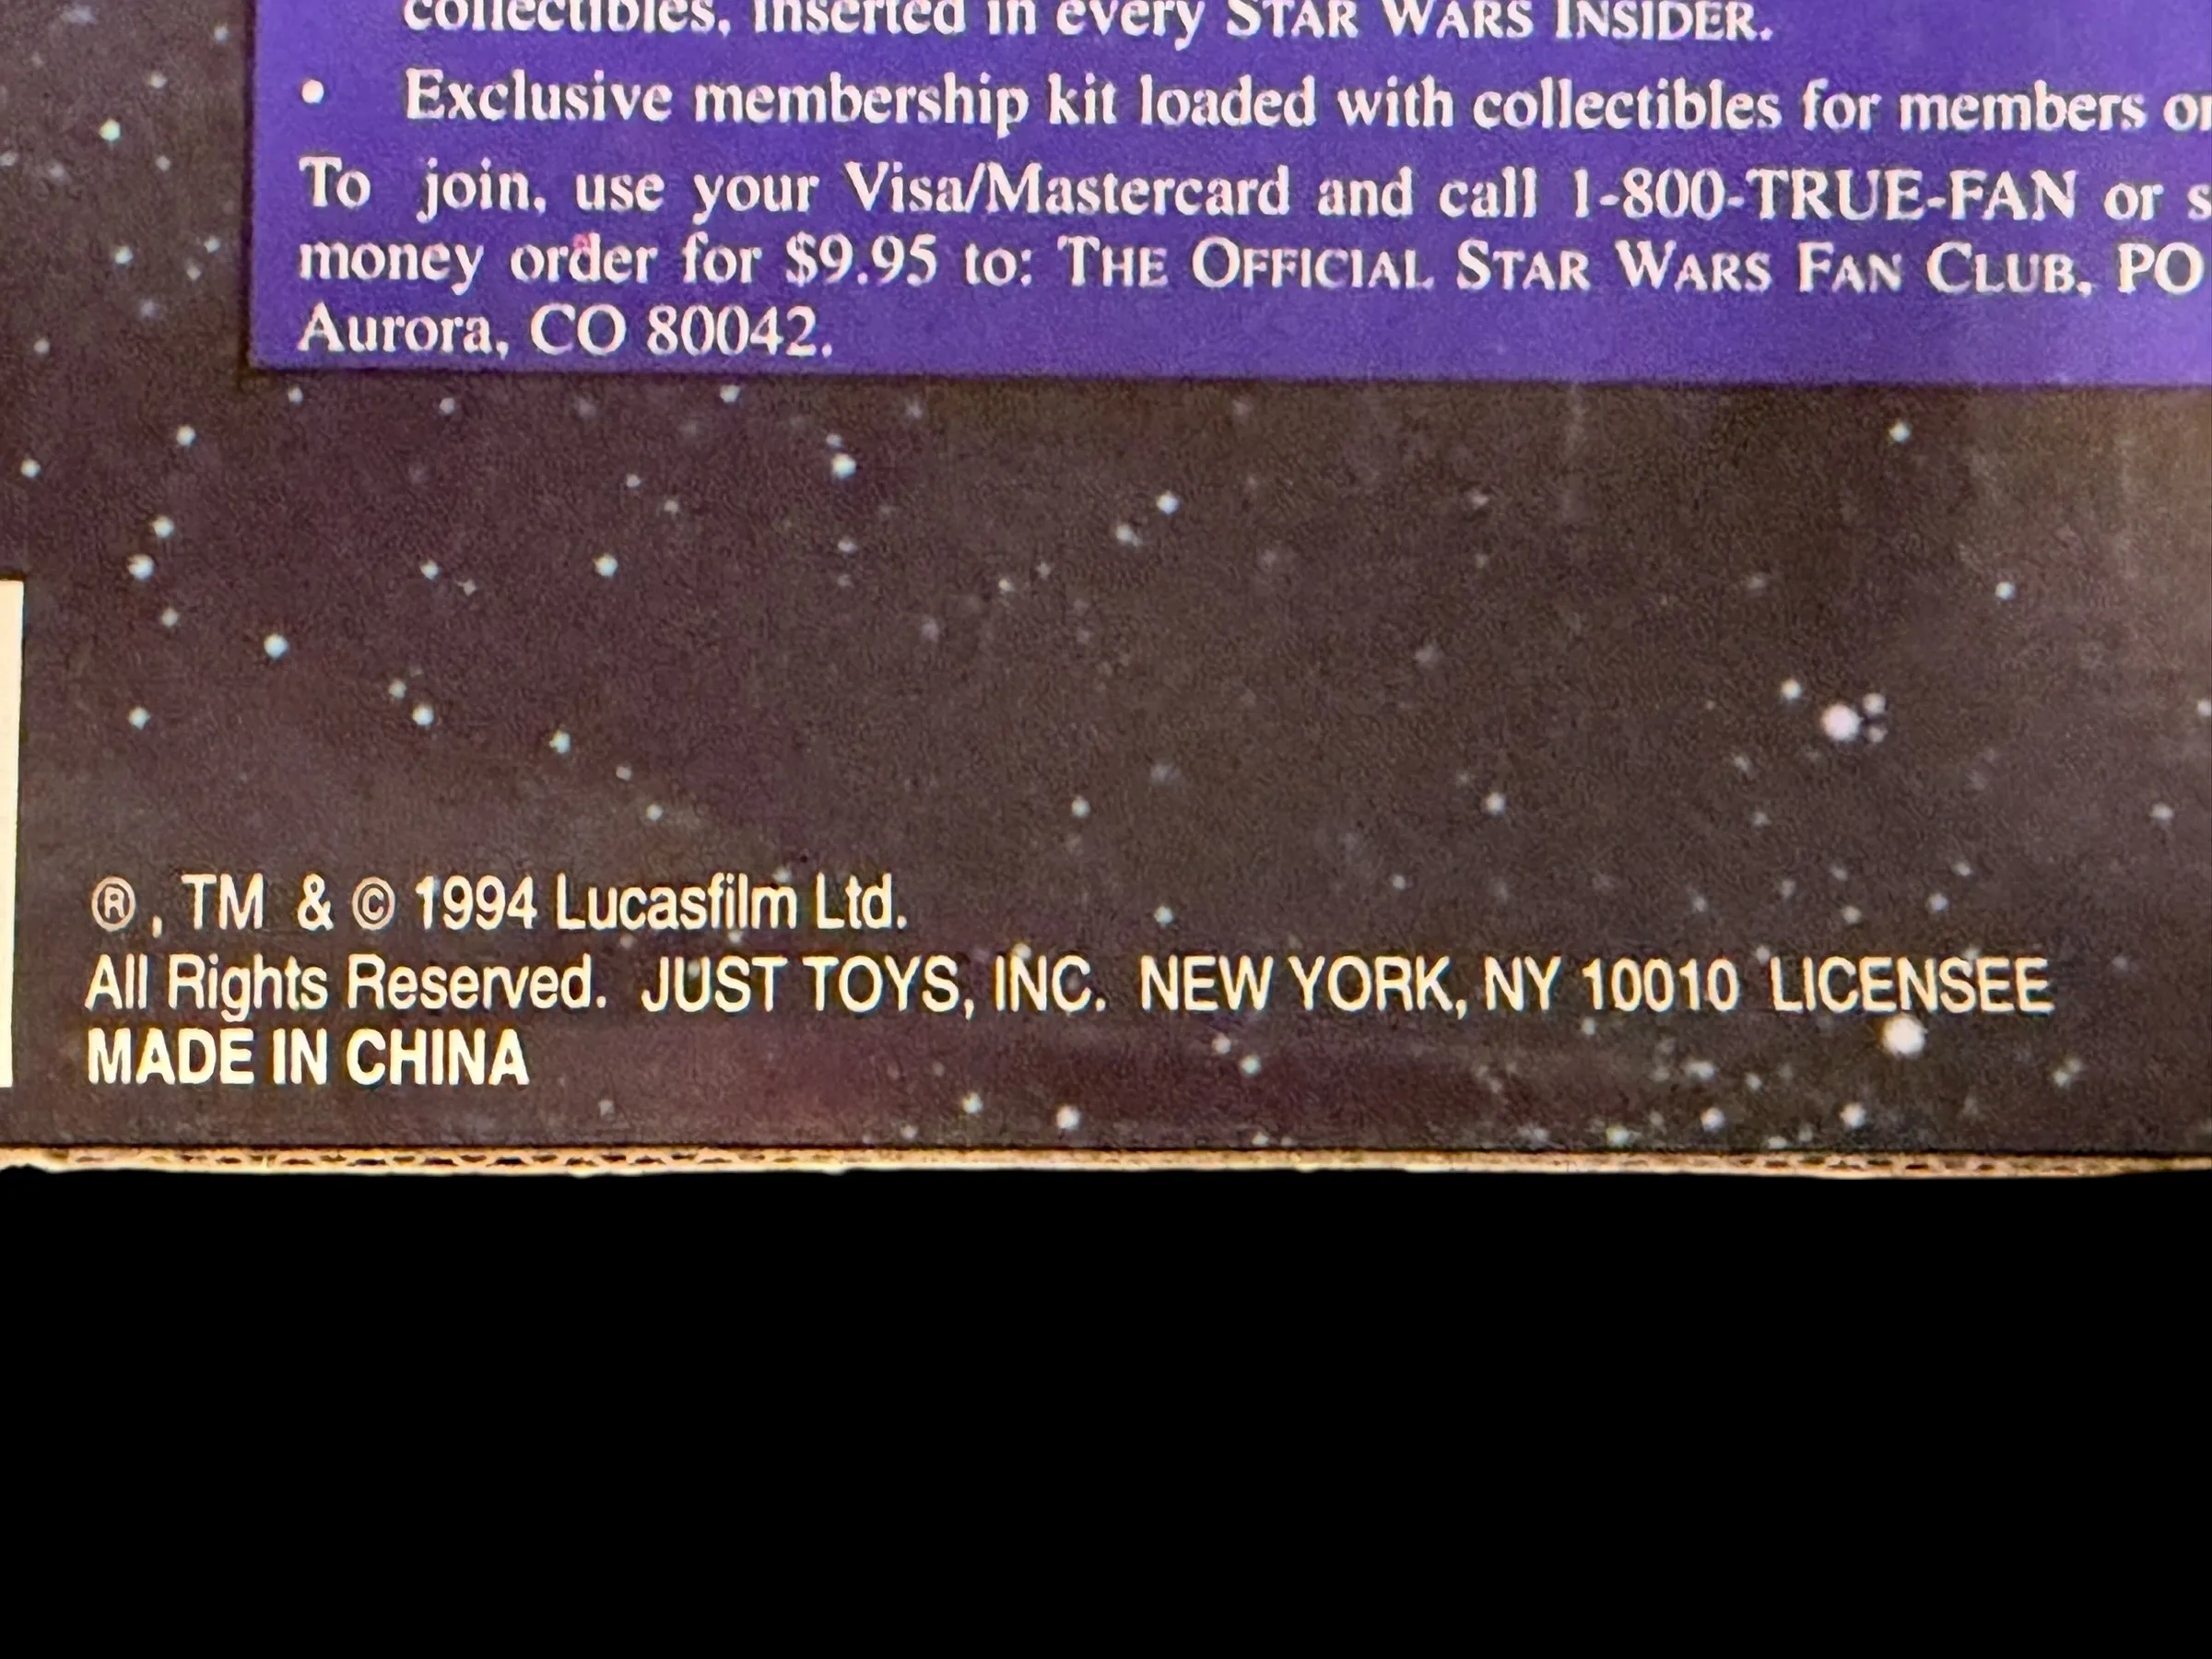 collectibles, inserted in every STAR WARS INSIDER.
• Exclusive membership kit loaded with collectibles for members
To join, use your Visa/Mastercard and call 1-800-TRUE-FAN or
money order for $9.95 to: THE OFFICIAL STAR WARS FAN CLUB, PO
Aurora, CO 80042.
®, TM & © 1994 Lucasfilm Ltd.
All Rights Reserved. JUST TOYS, INC. NEW YORK, NY 10010 LICENSEE
MADE IN CHINA